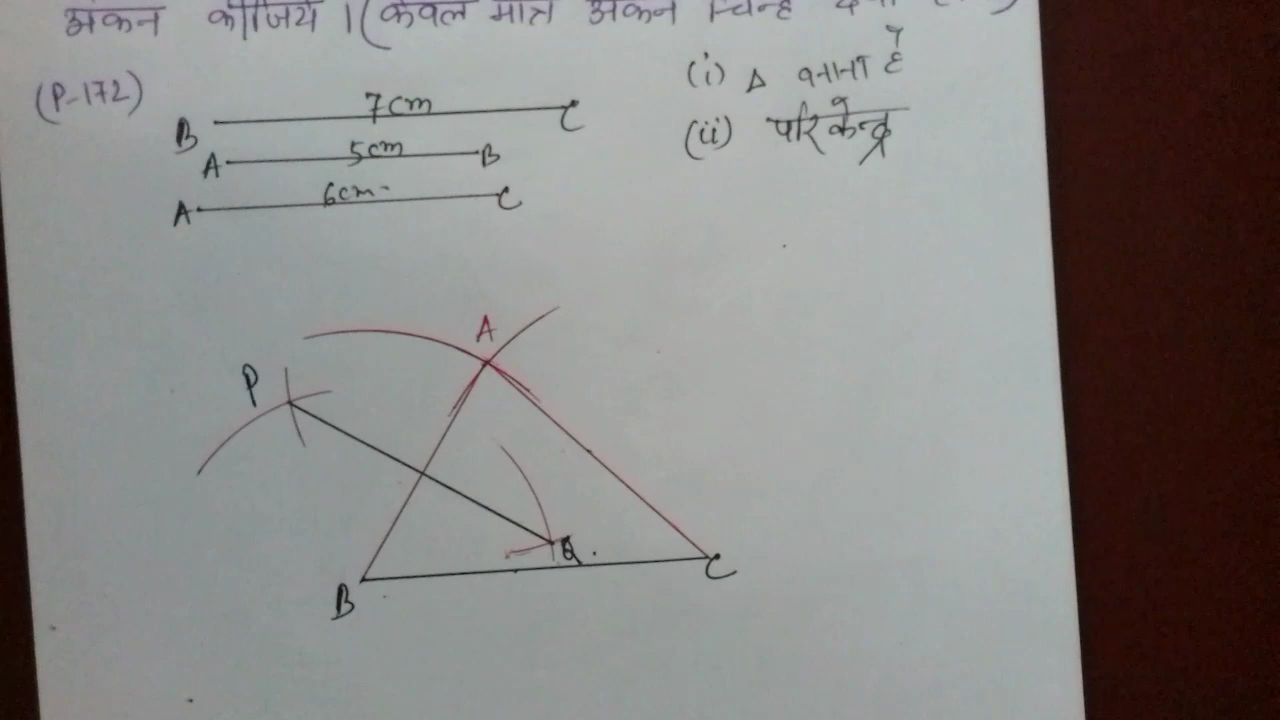 अंकन कीजिये । (केवल मात्र अंकन चिन्ह
(P-172)
(i) △ बनाना है
B 7cm C
(ii) परिकेन्द्र
A 5cm B
A 6cm C
A
P
Q.
B C